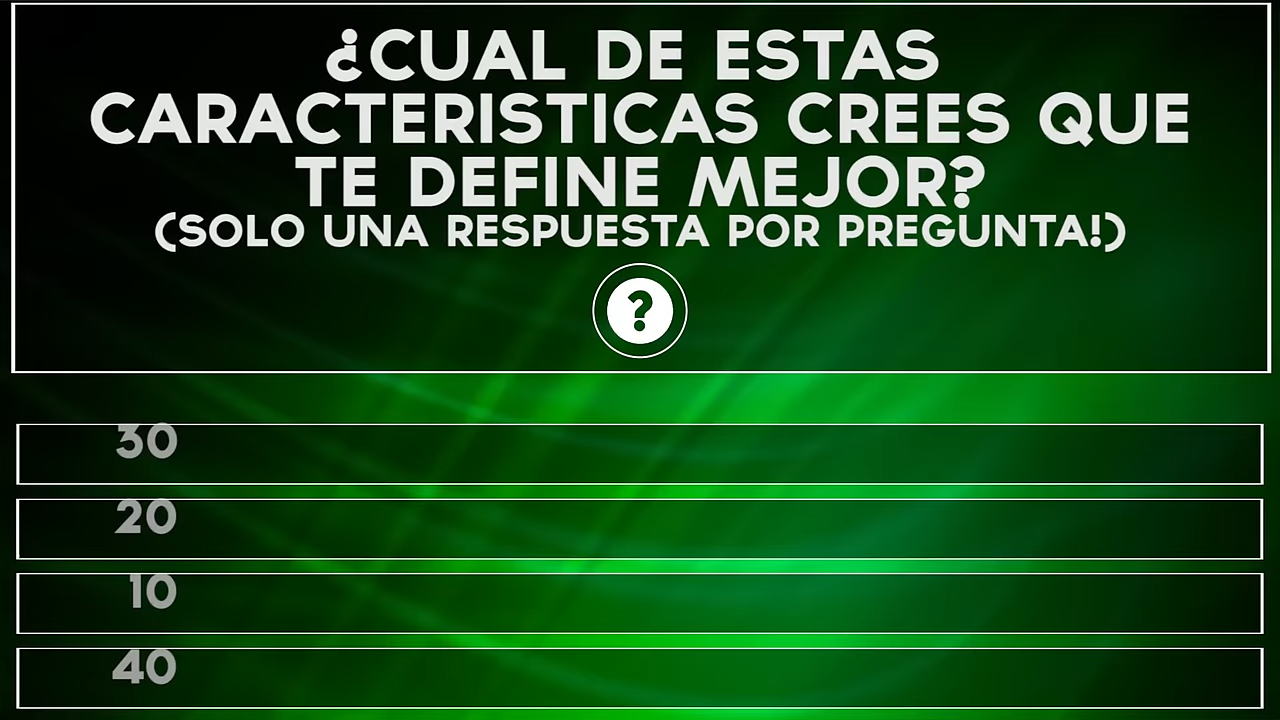 ¿CUAL DE ESTAS
CARACTERISTICAS CREES QUE
TE DEFINE MEJOR?
(SOLO UNA RESPUESTA POR PREGUNTA!)
?
30
20
10
40